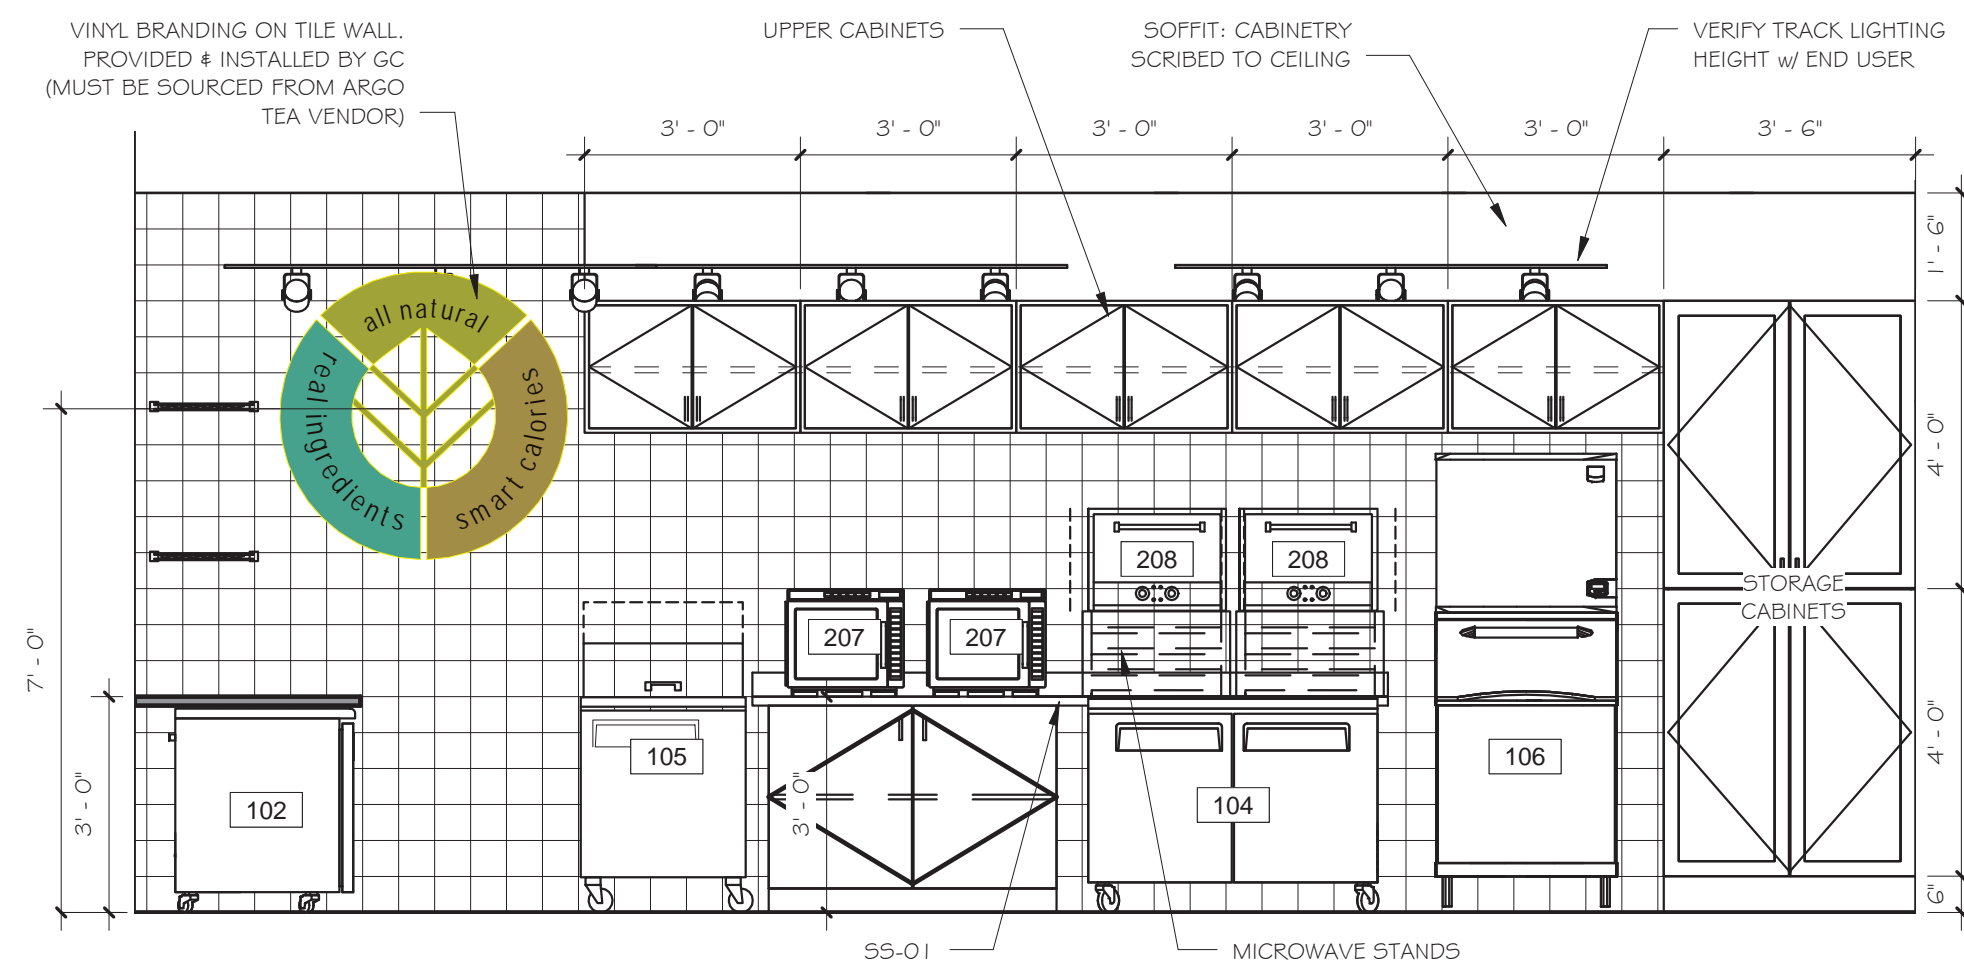 VINYL BRANDING ON TILE WALL.
PROVIDED & INSTALLED BY GC
(MUST BE SOURCED FROM ARGO
TEA VENDOR)
UPPER CABINETS
SOFFIT: CABINETRY
SCRIBED TO CEILING
VERIFY TRACK LIGHTING
HEIGHT w/ END USER
3' - 0"
3' - 0"
3' - 0"
3' - 0"
3' - 0"
3' - 6"
1' - 6"
4' - 0"
4' - 0"
6"
all natural
real ingredients
smart calories
7' - 0"
3' - 0"
3' - 0"
208
208
207
207
STORAGE
CABINETS
102
105
104
106
SS-01
MICROWAVE STANDS